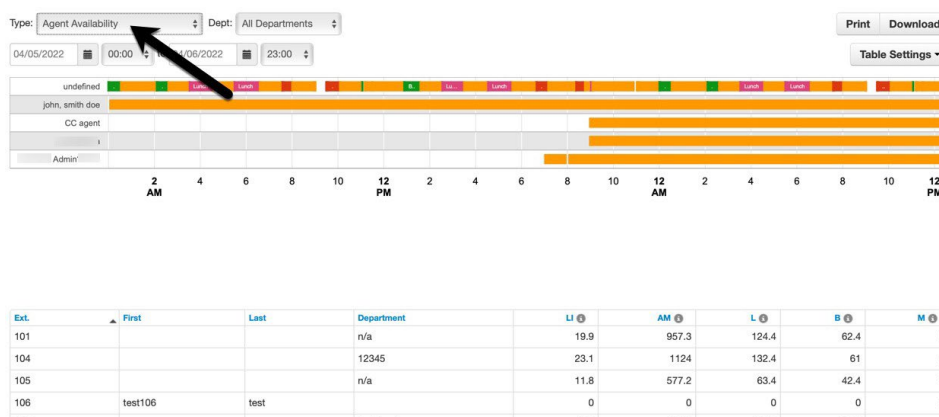 Type: Agent Availability Dept: All Departments Print Download
04/05/2022 00:00 to 04/06/2022 23:00 Table Settings
undefined Lunch B.. Lu... Lunch Lunch Lunch
john, smith doe
CC agent
Admin'
2 4 6 8 10 12 2 4 6 8 10 12 2 4 6 8 10 12
AM PM AM PM
Ext. First Last Department LI AM L B M
101 n/a 19.9 957.3 124.4 62.4
104 12345 23.1 1124 132.4 61
105 n/a 11.8 577.2 63.4 42.4
106 test106 test 0 0 0 0